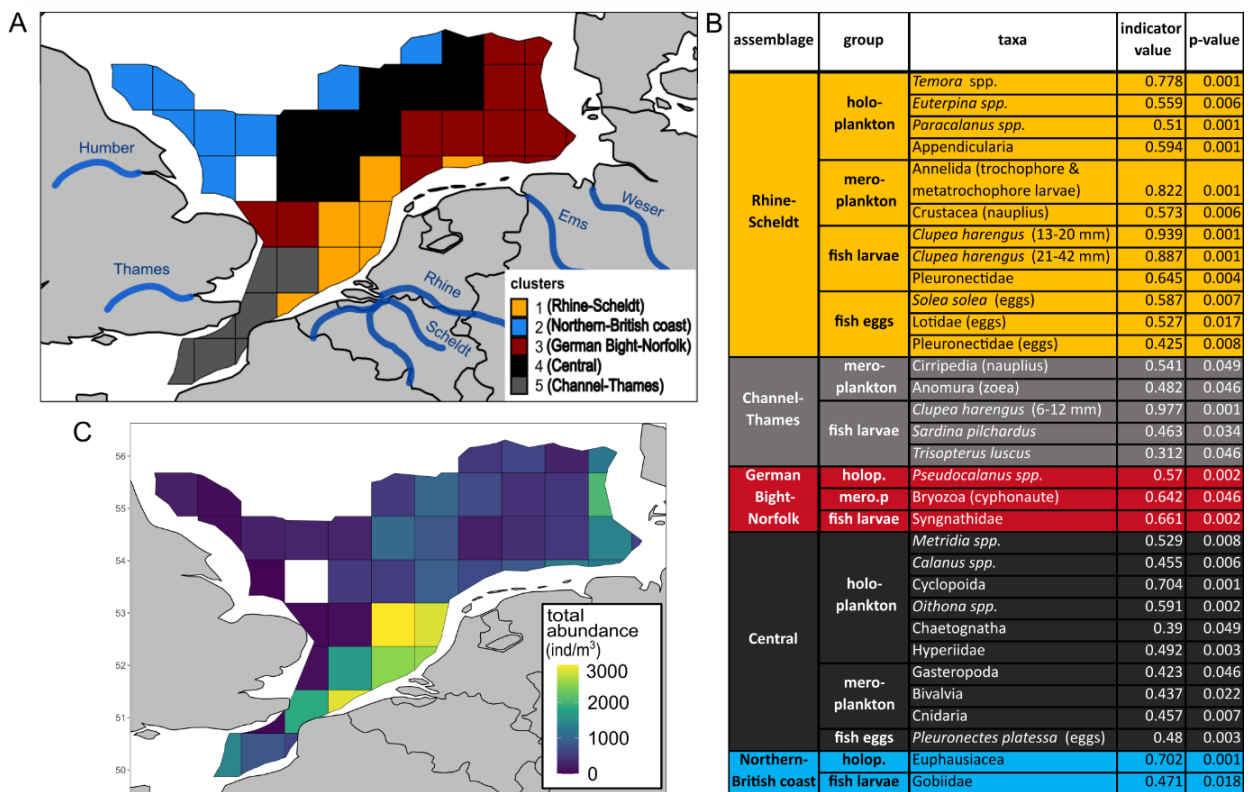 A
Humber
Thames
Ems
Weser
Rhine
Scheldt
clusters
1 (Rhine-Scheldt)
2 (Northern-British coast)
3 (German Bight-Norfolk)
4 (Central)
5 (Channel-Thames)
B
assemblage group taxa indicator value p-value
Rhine-Scheldt
holo-plankton
Temora spp. 0.778 0.001
Euterpina spp. 0.559 0.006
Paracalanus spp. 0.51 0.001
Appendicularia 0.594 0.001
mero-plankton
Annelida (trochophore &
metatrochophore larvae) 0.822 0.001
Crustacea (nauplius) 0.573 0.006
fish larvae
Clupea harengus (13-20 mm) 0.939 0.001
Clupea harengus (21-42 mm) 0.887 0.001
Pleuronectidae 0.645 0.004
fish eggs
Solea solea (eggs) 0.587 0.007
Lotidae (eggs) 0.527 0.017
Pleuronectidae (eggs) 0.425 0.008
Channel-Thames
mero-plankton
Cirripedia (nauplius) 0.541 0.049
Anomura (zoea) 0.482 0.046
fish larvae
Clupea harengus (6-12 mm) 0.977 0.001
Sardina pilchardus 0.463 0.034
Trisopterus luscus 0.312 0.046
German Bight-Norfolk
holop. Pseudocalanus spp. 0.57 0.002
mero.p Bryozoa (cyphonaute) 0.642 0.046
fish larvae Syngnathidae 0.661 0.002
Central
holo-plankton
Metridia spp. 0.529 0.008
Calanus spp. 0.455 0.006
Cyclopoida 0.704 0.001
Oithona spp. 0.591 0.002
Chaetognatha 0.39 0.049
Hyperiidae 0.492 0.003
mero-plankton
Gasteropoda 0.423 0.046
Bivalvia 0.437 0.022
Cnidaria 0.457 0.007
fish eggs Pleuronectes platessa (eggs) 0.48 0.003
Northern-British coast
holop. Euphausiacea 0.702 0.001
fish larvae Gobiidae 0.471 0.018
C
56
55
54
53
52
51
50
total
abundance
(ind/m³)
3000
2000
1000
0